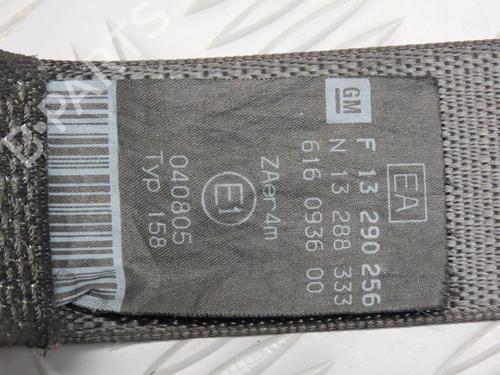 GM
EA
F 13 290 256
N 13 288 333
616 0936 00
ZAer4m
E1
040805
Typ 158
B-PARTS